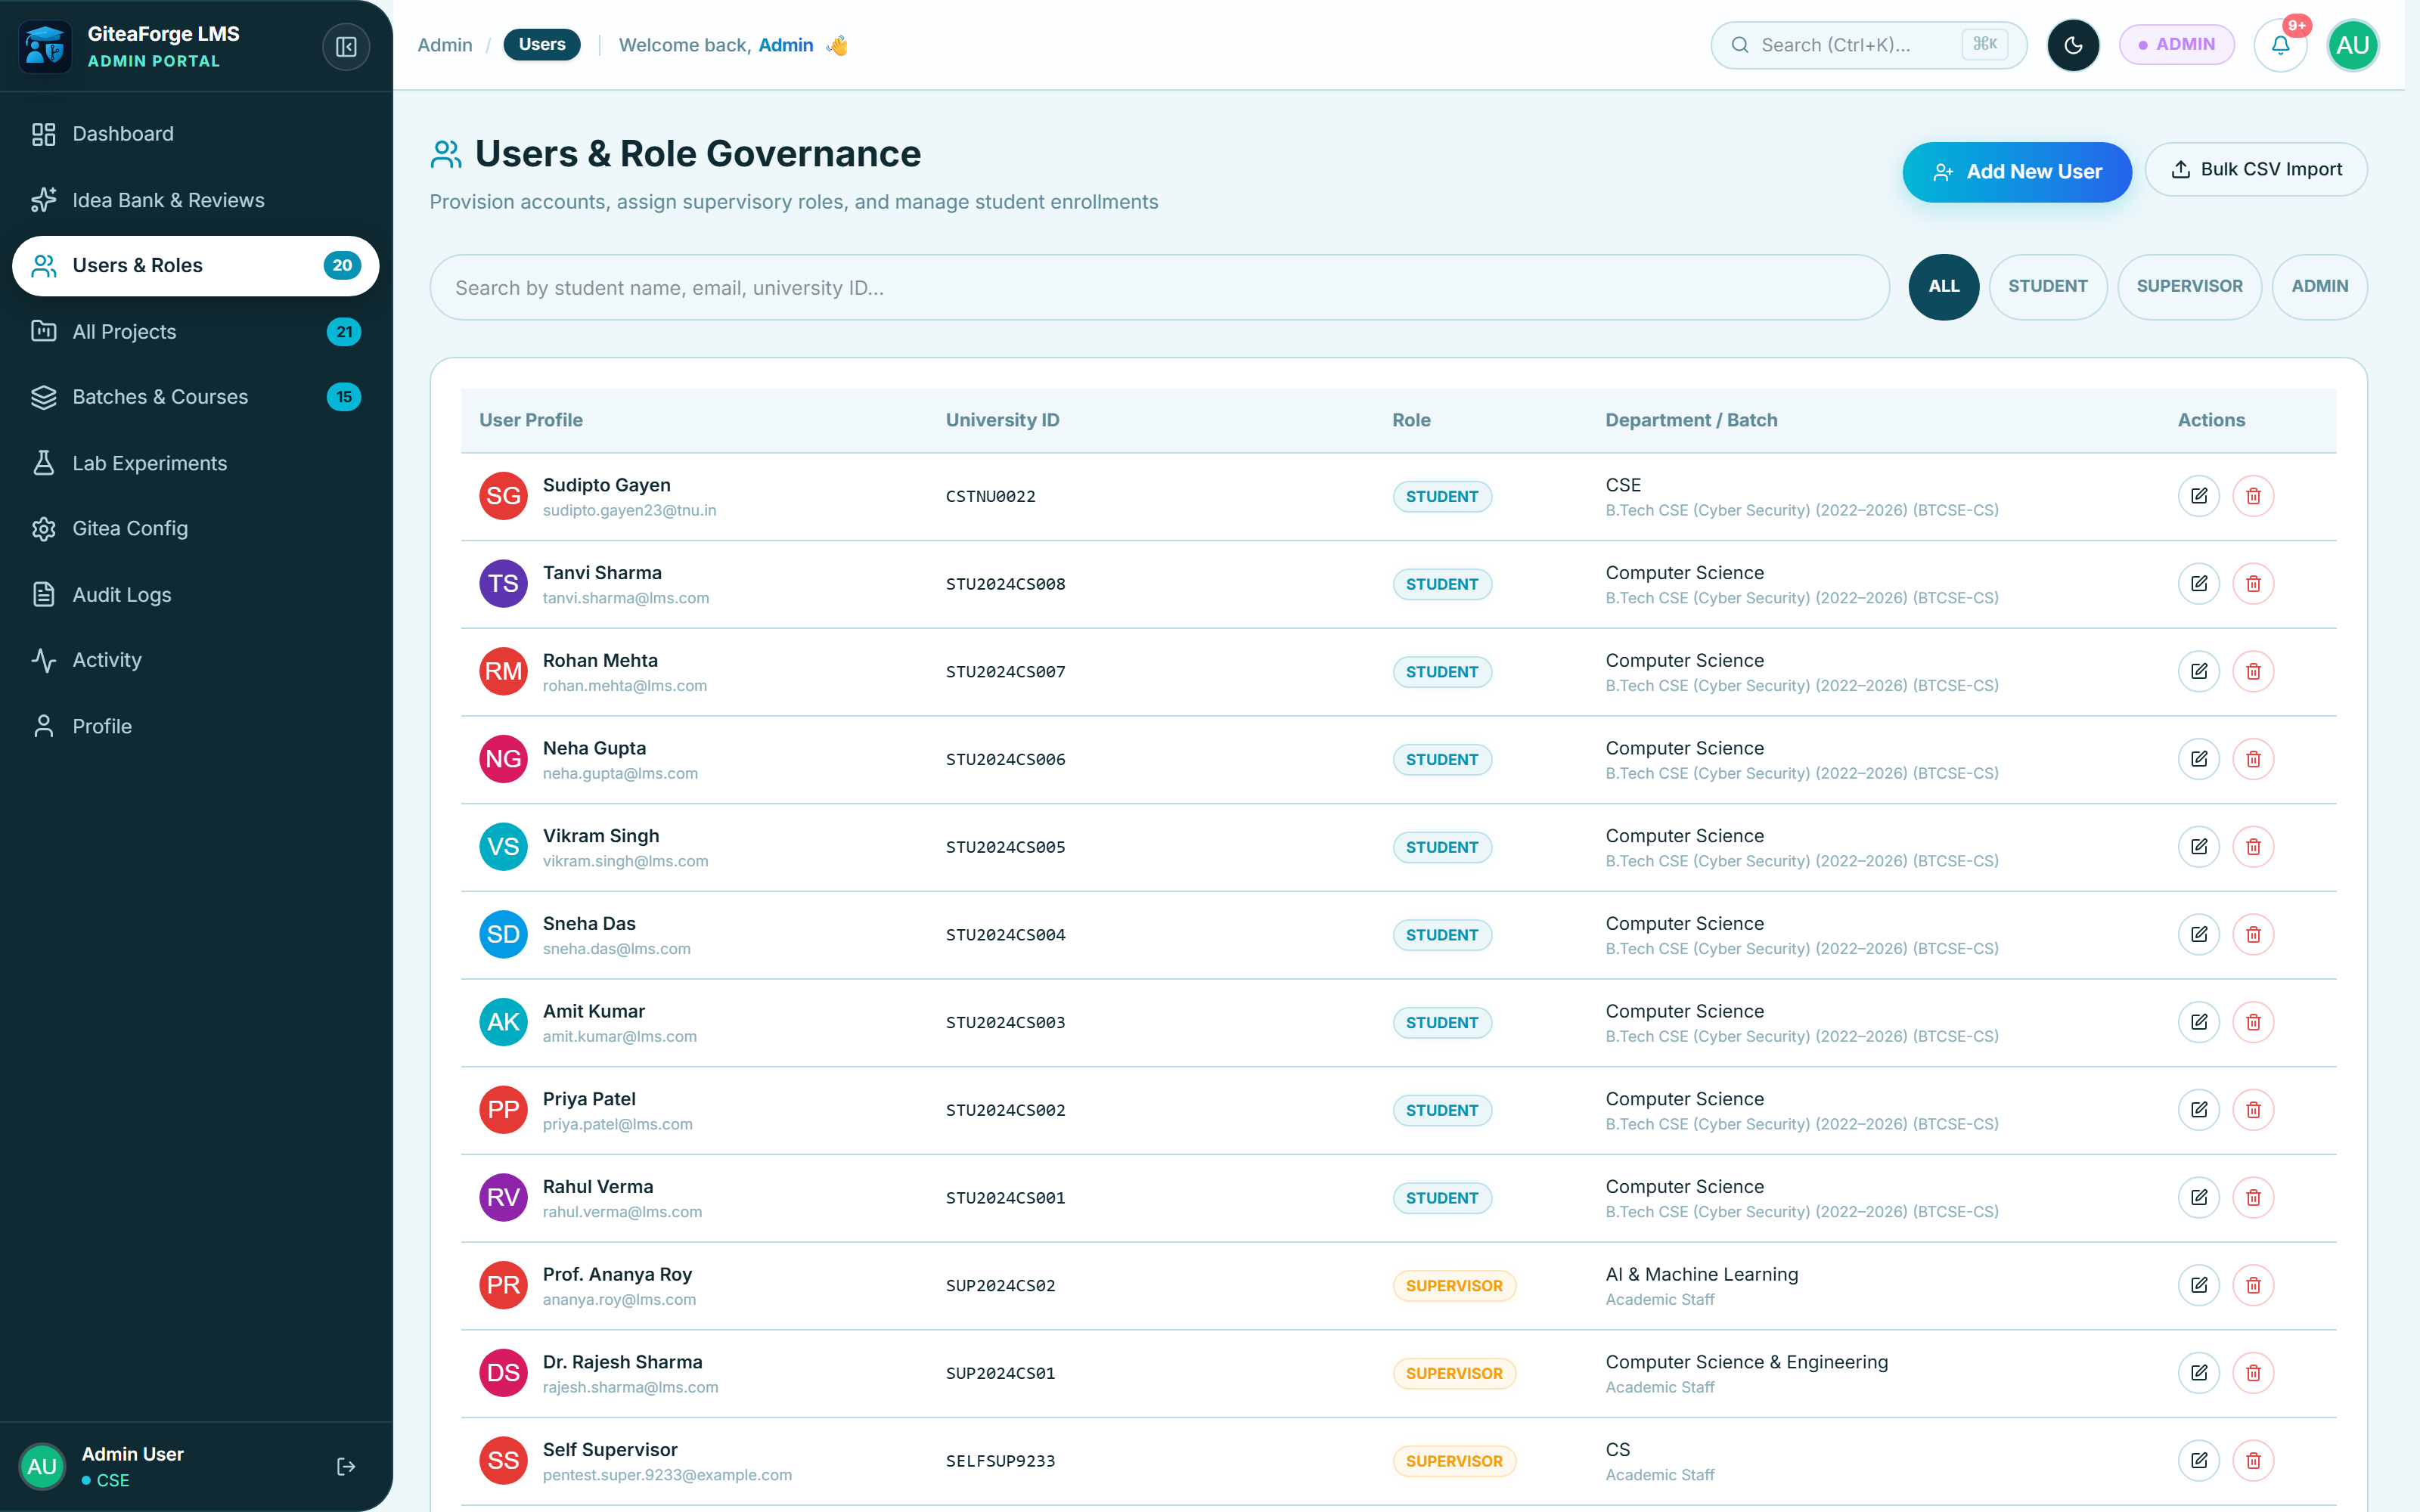 GiteaForge LMS
ADMIN PORTAL
Dashboard
Idea Bank & Reviews
Users & Roles 20
All Projects 21
Batches & Courses 15
Lab Experiments
Gitea Config
Audit Logs
Activity
Profile
AU Admin User
CSE
Admin / Users Welcome back, Admin 👋
Search (Ctrl+K)... ⌘K
ADMIN
9+
AU
Users & Role Governance
Provision accounts, assign supervisory roles, and manage student enrollments
Add New User
Bulk CSV Import
Search by student name, email, university ID...
ALL STUDENT SUPERVISOR ADMIN
User Profile University ID Role Department / Batch Actions
SG Sudipto Gayen CSTNU0022 STUDENT CSE
sudipto.gayen23@tnu.in B.Tech CSE (Cyber Security) (2022–2026) (BTCSE-CS)
TS Tanvi Sharma STU2024CS008 STUDENT Computer Science
tanvi.sharma@lms.com B.Tech CSE (Cyber Security) (2022–2026) (BTCSE-CS)
RM Rohan Mehta STU2024CS007 STUDENT Computer Science
rohan.mehta@lms.com B.Tech CSE (Cyber Security) (2022–2026) (BTCSE-CS)
NG Neha Gupta STU2024CS006 STUDENT Computer Science
neha.gupta@lms.com B.Tech CSE (Cyber Security) (2022–2026) (BTCSE-CS)
VS Vikram Singh STU2024CS005 STUDENT Computer Science
vikram.singh@lms.com B.Tech CSE (Cyber Security) (2022–2026) (BTCSE-CS)
SD Sneha Das STU2024CS004 STUDENT Computer Science
sneha.das@lms.com B.Tech CSE (Cyber Security) (2022–2026) (BTCSE-CS)
AK Amit Kumar STU2024CS003 STUDENT Computer Science
amit.kumar@lms.com B.Tech CSE (Cyber Security) (2022–2026) (BTCSE-CS)
PP Priya Patel STU2024CS002 STUDENT Computer Science
priya.patel@lms.com B.Tech CSE (Cyber Security) (2022–2026) (BTCSE-CS)
RV Rahul Verma STU2024CS001 STUDENT Computer Science
rahul.verma@lms.com B.Tech CSE (Cyber Security) (2022–2026) (BTCSE-CS)
PR Prof. Ananya Roy SUP2024CS02 SUPERVISOR AI & Machine Learning
ananya.roy@lms.com Academic Staff
DS Dr. Rajesh Sharma SUP2024CS01 SUPERVISOR Computer Science & Engineering
rajesh.sharma@lms.com Academic Staff
SS Self Supervisor SELFSUP9233 SUPERVISOR CS
pentest.super.9233@example.com Academic Staff